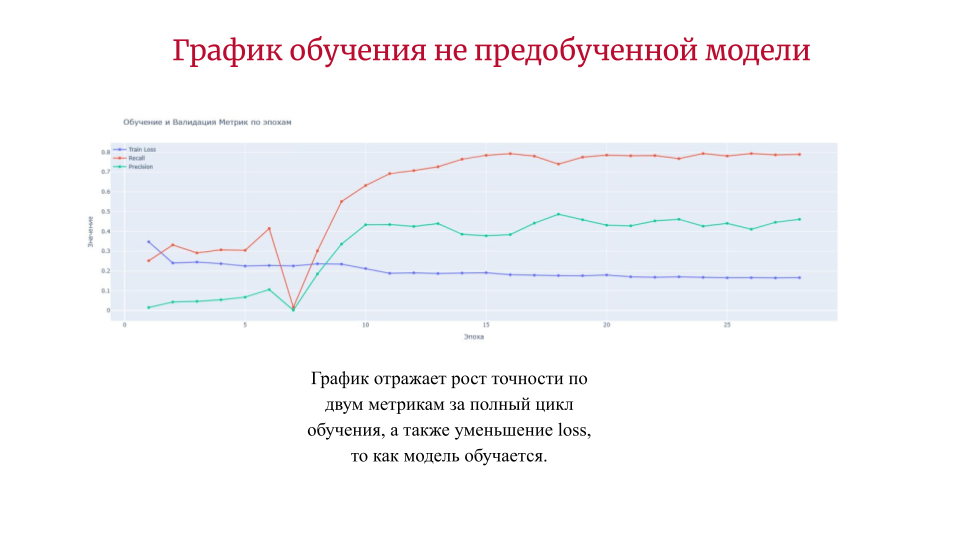 График обучения не предобученной модели
Обучение и Валидация Метрик по эпохам
Train Loss
Recall
Precision
0.8
0.7
0.6
0.5
0.4
0.3
0.2
0.1
0
Значение
0 5 10 15 20 25
Эпоха
График отражает рост точности по
двум метрикам за полный цикл
обучения, а также уменьшение loss,
то как модель обучается.